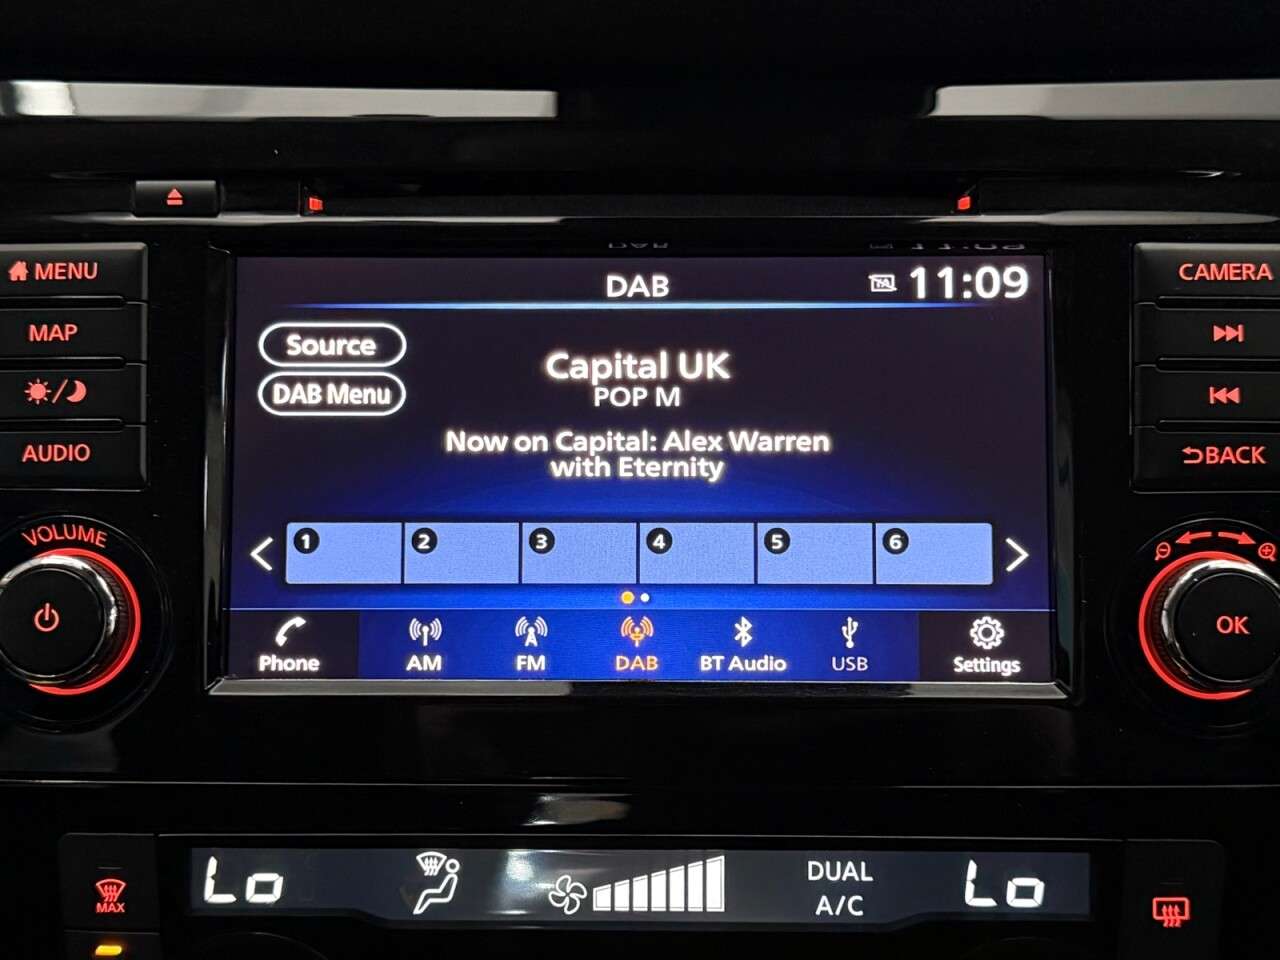 MENU
MAP
AUDIO
VOLUME
CAMERA
BACK
OK
DAB
TA
11:09
Source
DAB Menu
Capital UK
POP M
Now on Capital: Alex Warren
with Eternity
1 2 3 4 5 6
Phone
AM
FM
DAB
BT Audio
USB
Settings
MAX
Lo
DUAL
A/C
Lo